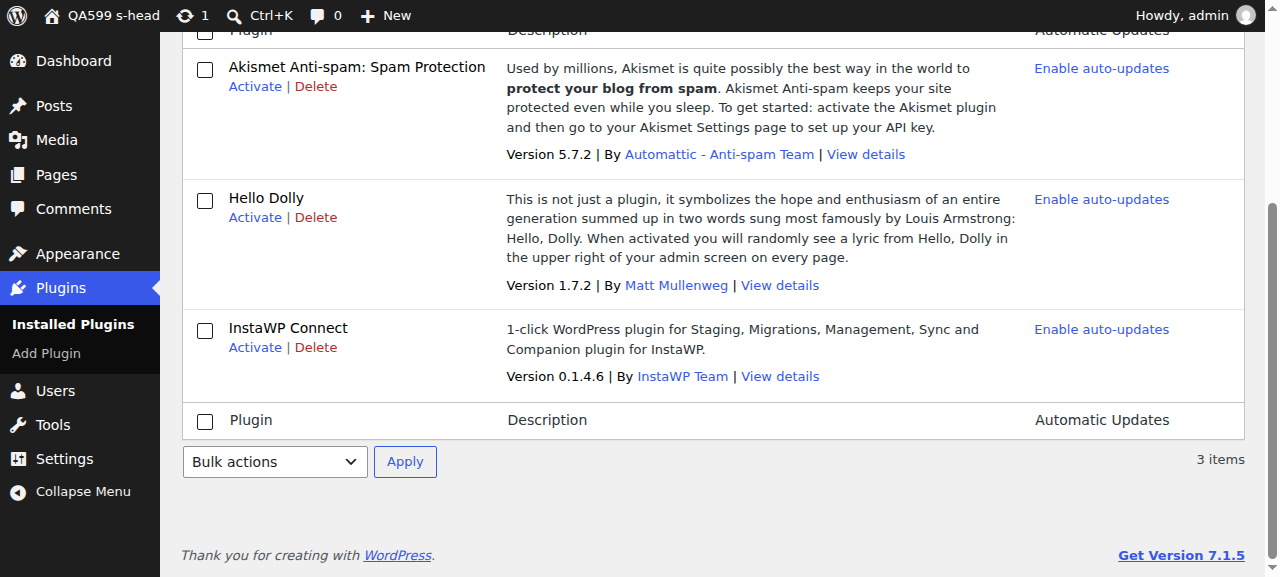 QA599 s-head
1
Ctrl+K
0
New
Howdy, admin
Dashboard
Posts
Media
Pages
Comments
Appearance
Plugins
Installed Plugins
Add Plugin
Users
Tools
Settings
Collapse Menu
Plugin Description Automatic Updates
Akismet Anti-spam: Spam Protection
Activate | Delete
Used by millions, Akismet is quite possibly the best way in the world to
protect your blog from spam. Akismet Anti-spam keeps your site
protected even while you sleep. To get started: activate the Akismet plugin
and then go to your Akismet Settings page to set up your API key.
Version 5.7.2 | By Automattic - Anti-spam Team | View details
Enable auto-updates
Hello Dolly
Activate | Delete
This is not just a plugin, it symbolizes the hope and enthusiasm of an entire
generation summed up in two words sung most famously by Louis Armstrong:
Hello, Dolly. When activated you will randomly see a lyric from Hello, Dolly in
the upper right of your admin screen on every page.
Version 1.7.2 | By Matt Mullenweg | View details
Enable auto-updates
InstaWP Connect
Activate | Delete
1-click WordPress plugin for Staging, Migrations, Management, Sync and
Companion plugin for InstaWP.
Version 0.1.4.6 | By InstaWP Team | View details
Enable auto-updates
Plugin Description Automatic Updates
Bulk actions
Apply
3 items
Thank you for creating with WordPress.
Get Version 7.1.5